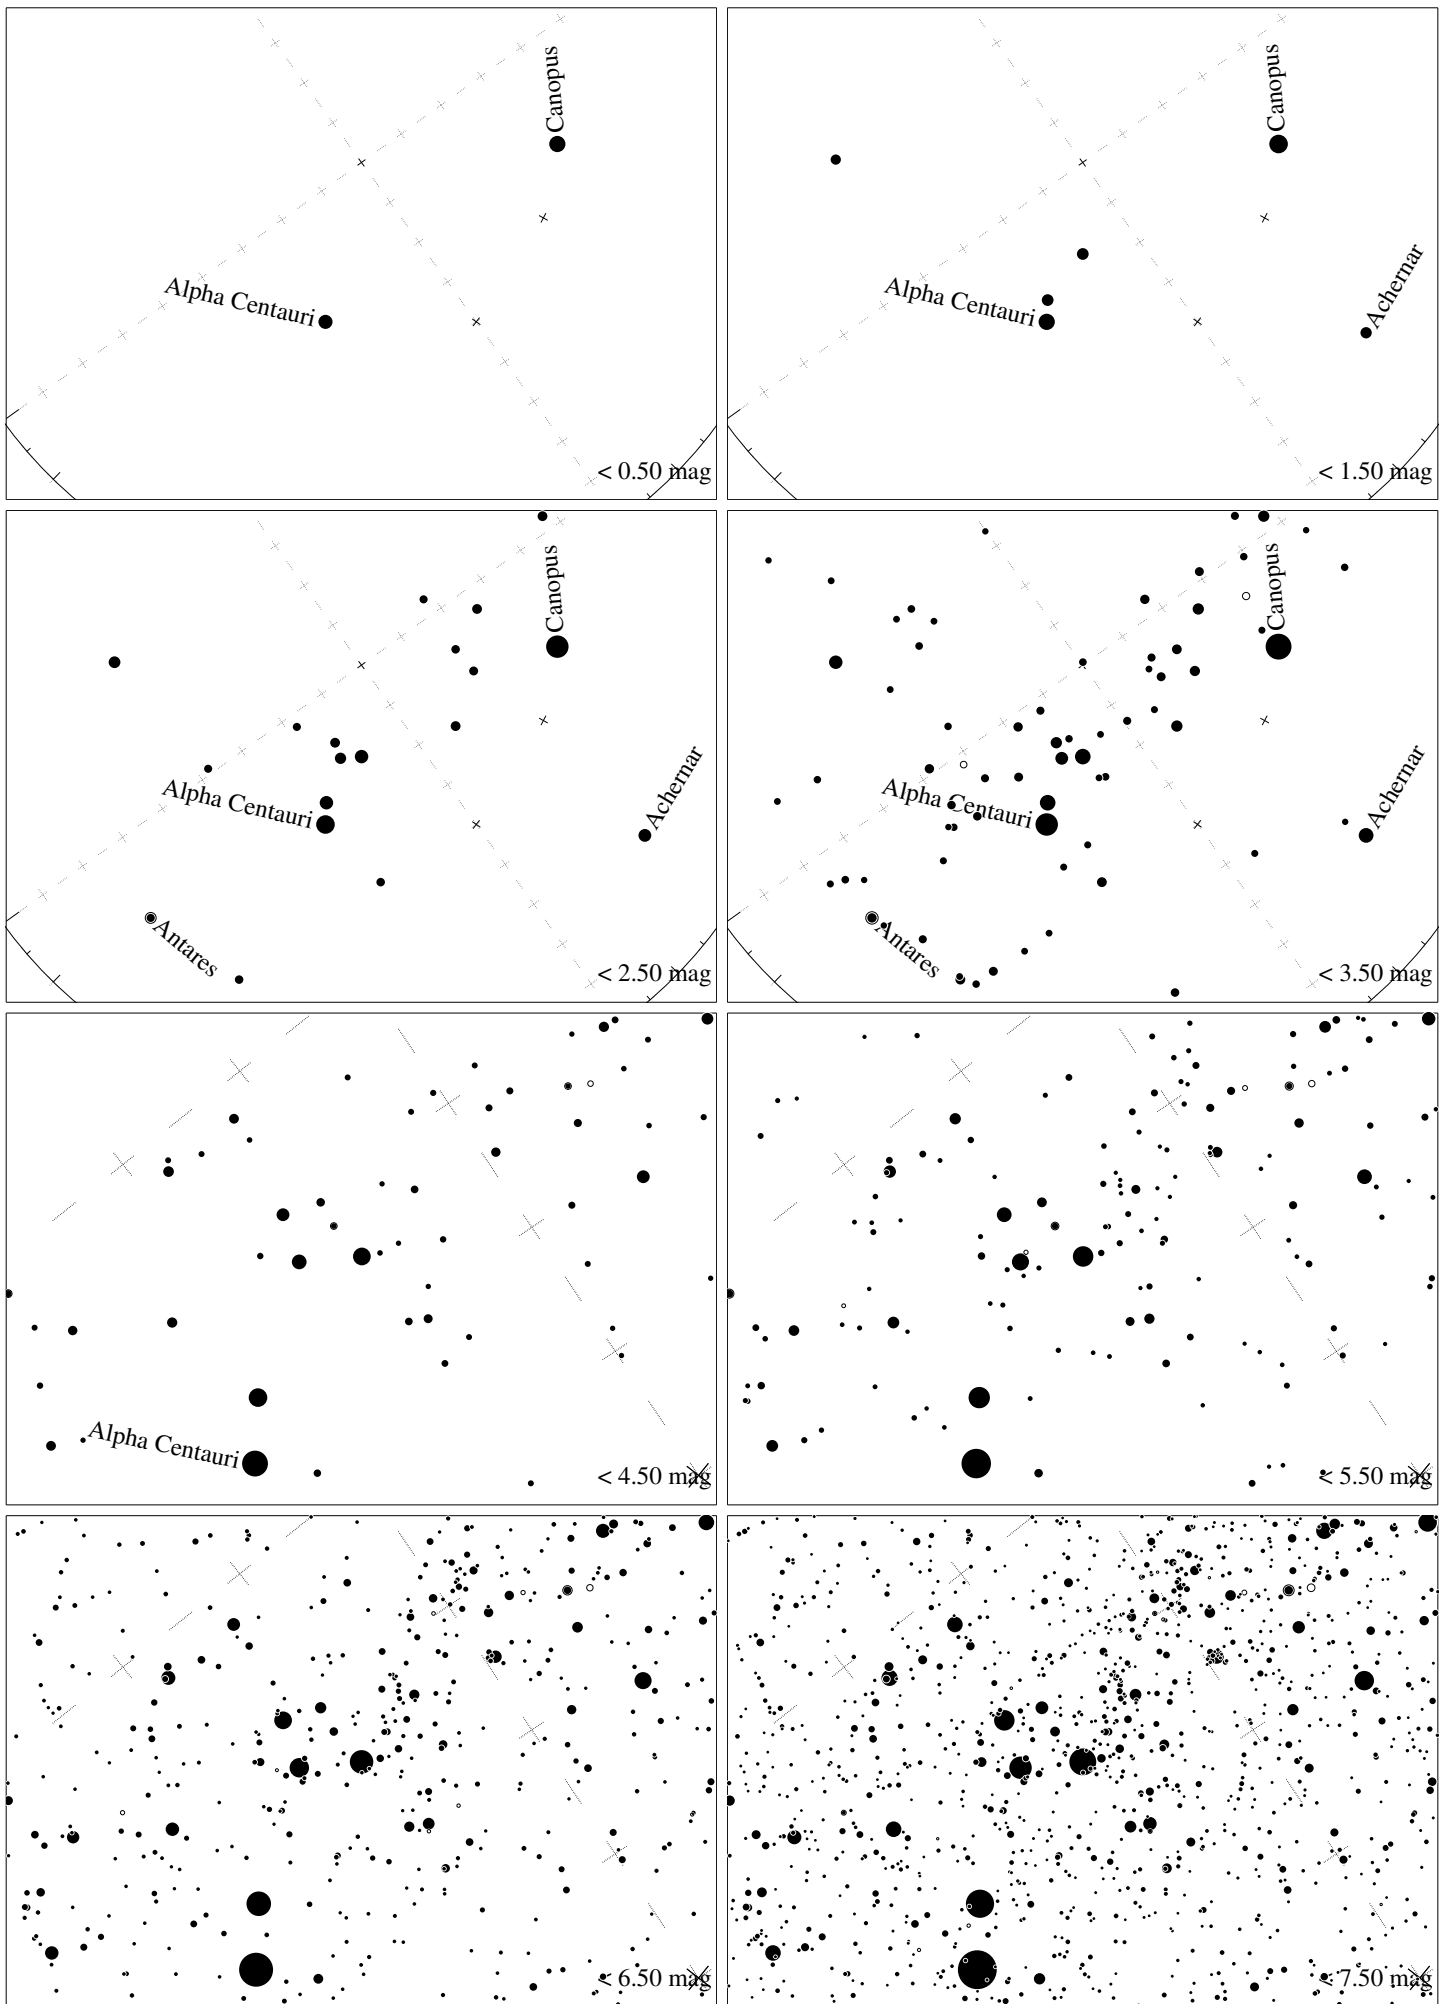 Canopus
Alpha Centauri
< 0.50 mag
Canopus
Alpha Centauri
Achernar
< 1.50 mag
Canopus
Alpha Centauri
Achernar
Antares
< 2.50 mag
Canopus
Alpha Centauri
Achernar
Antares
< 3.50 mag
Alpha Centauri
< 4.50 mag
< 5.50 mag
< 6.50 mag
< 7.50 mag